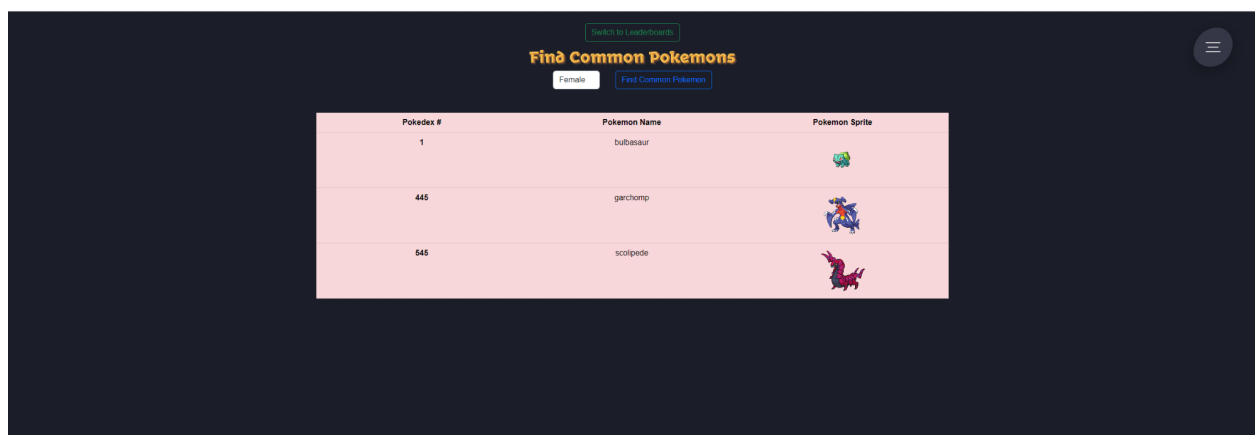 Switch to Leaderboards
Find Common Pokemons
Female Find Common Pokemon
Pokedex # Pokemon Name Pokemon Sprite
1 bulbasaur
445 garchomp
545 scolipede